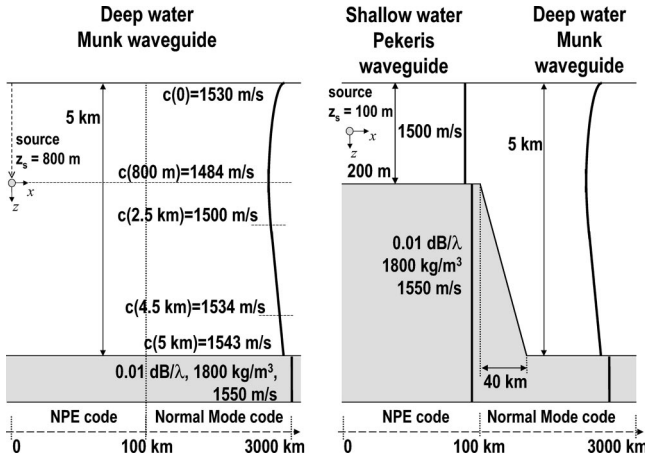 Deep water
Munk waveguide
c(0)=1530 m/s
5 km
source
zs = 800 m
x
z
c(800 m)=1484 m/s
c(2.5 km)=1500 m/s
c(4.5 km)=1534 m/s
c(5 km)=1543 m/s
0.01 dB/λ, 1800 kg/m³,
1550 m/s
NPE code
Normal Mode code
0
100 km
3000 km
Shallow water
Pekeris
waveguide
Deep water
Munk
waveguide
source
zs = 100 m
x
z
1500 m/s
200 m
5 km
0.01 dB/λ
1800 kg/m³
1550 m/s
40 km
NPE code
Normal Mode code
0
100 km
3000 km